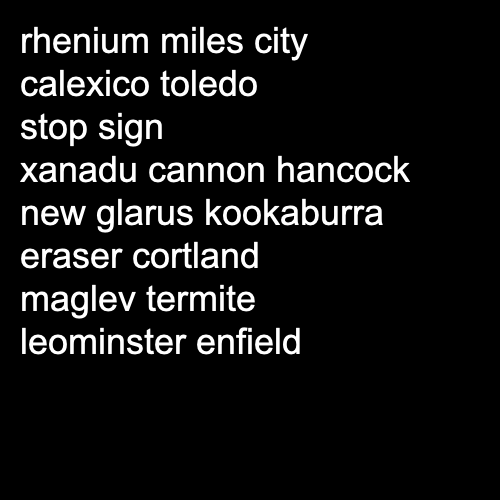 rhenium miles city
calexico toledo
stop sign
xanadu cannon hancock
new glarus kookaburra
eraser cortland
maglev termite
leominster enfield